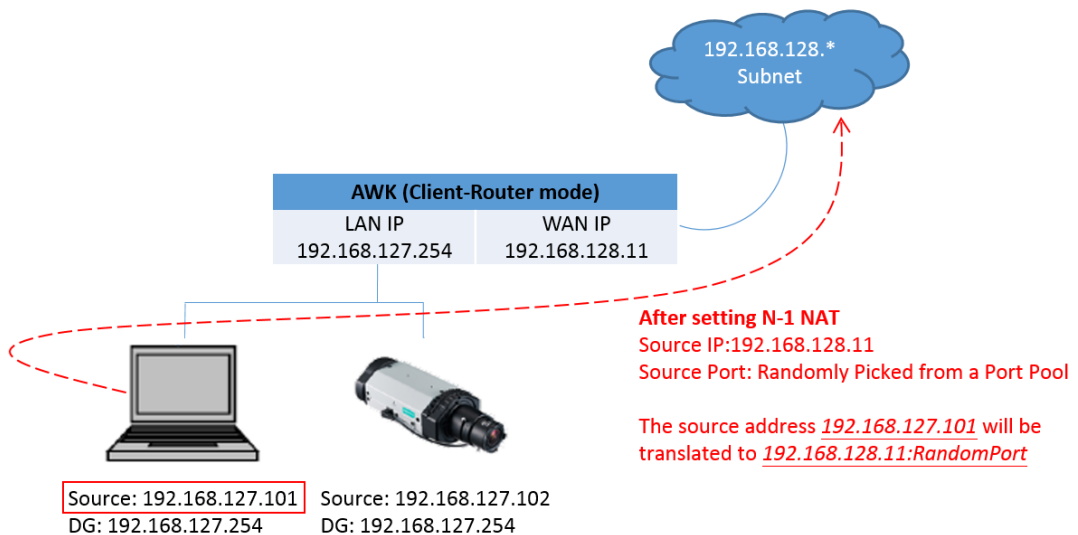 192.168.128.*
Subnet
AWK (Client-Router mode)
LAN IP
192.168.127.254
WAN IP
192.168.128.11
After setting N-1 NAT
Source IP:192.168.128.11
Source Port: Randomly Picked from a Port Pool
The source address 192.168.127.101 will be
translated to 192.168.128.11:RandomPort
Source: 192.168.127.101
DG: 192.168.127.254
Source: 192.168.127.102
DG: 192.168.127.254